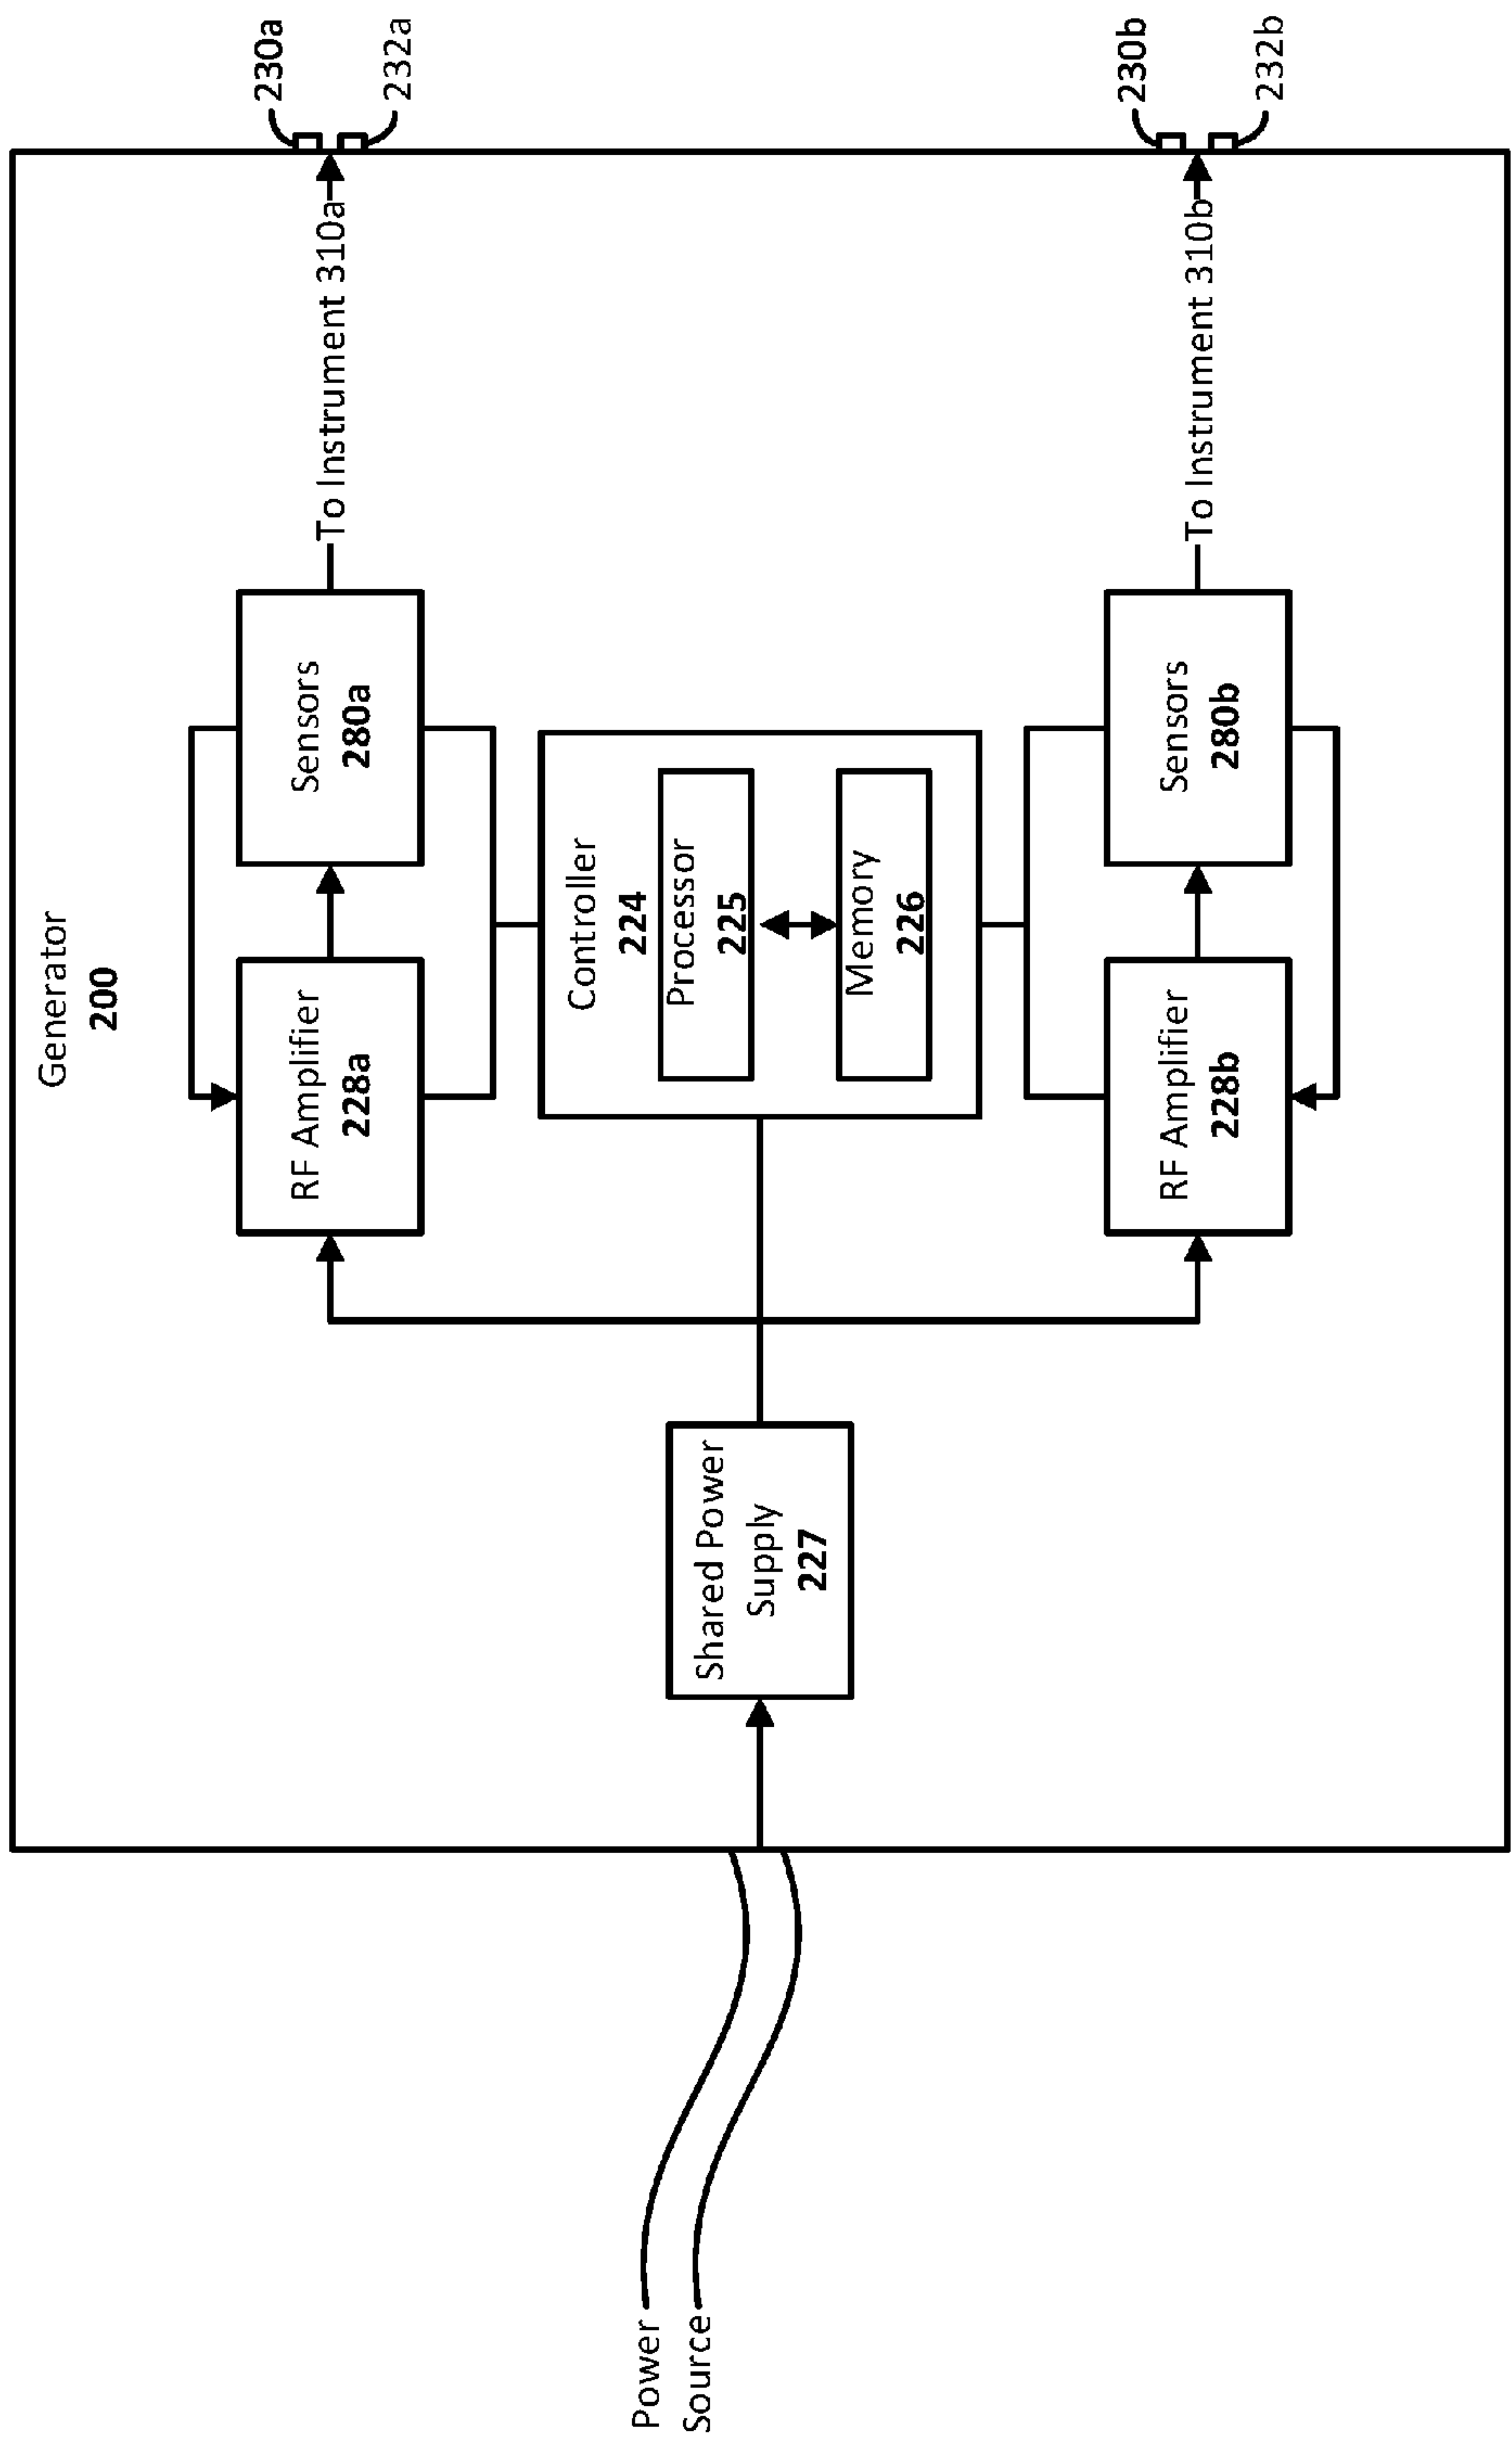 Generator
200
230a
232a
RF Amplifier
228a
Sensors
280a
To Instrument 310a
Power
Source
Shared Power
Supply
227
Controller
224
Processor
225
Memory
226
RF Amplifier
228b
Sensors
280b
To Instrument 310b
230b
232b